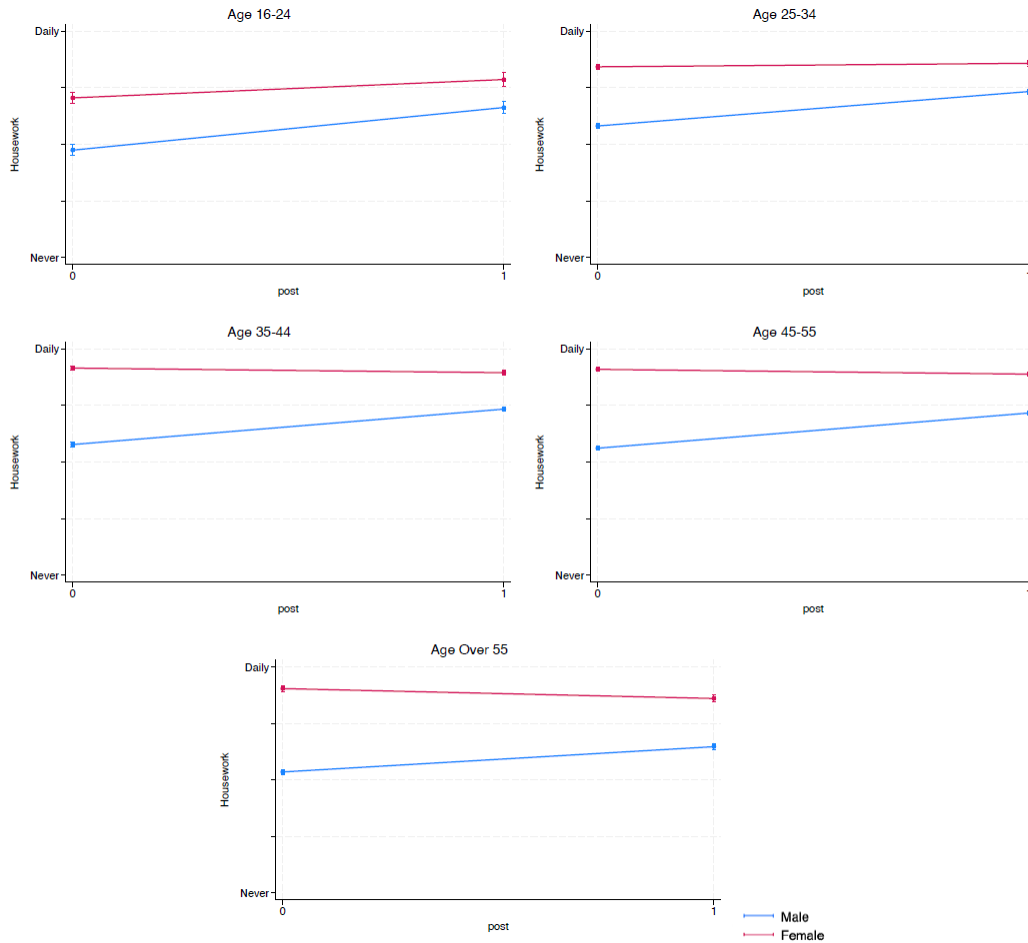 Age 16-24
Daily
Housework
Never
0
1
post
Age 25-34
Daily
Housework
Never
0
1
post
Age 35-44
Daily
Housework
Never
0
1
post
Age 45-55
Daily
Housework
Never
0
1
post
Age Over 55
Daily
Housework
Never
0
1
post
Male
Female